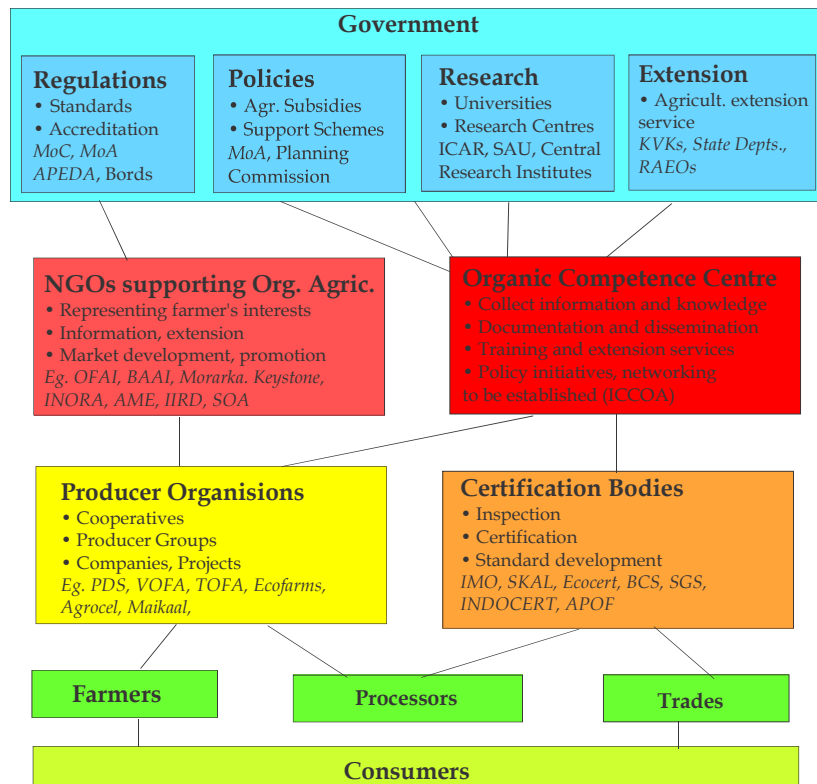 Government
Regulations
• Standards
• Accreditation
MoC, MoA
APEDA, Bords
Policies
• Agr. Subsidies
• Support Schemes
MoA, Planning
Commission
Research
• Universities
• Research Centres
ICAR, SAU, Central
Research Institutes
Extension
• Agricult. extension
service
KVKs, State Depts.,
RAEOs
NGOs supporting Org. Agric.
• Representing farmer's interests
• Information, extension
• Market development, promotion
Eg. OFAI, BAAI, Morarka. Keystone,
INORA, AME, IIRD, SOA
Organic Competence Centre
• Collect information and knowledge
• Documentation and dissemination
• Training and extension services
• Policy initiatives, networking
to be established (ICCOA)
Producer Organisions
• Cooperatives
• Producer Groups
• Companies, Projects
Eg. PDS, VOFA, TOFA, Ecofarms,
Agrocel, Maikaal,
Certification Bodies
• Inspection
• Certification
• Standard development
IMO, SKAL, Ecocert, BCS, SGS,
INDOCERT, APOF
Farmers
Processors
Trades
Consumers